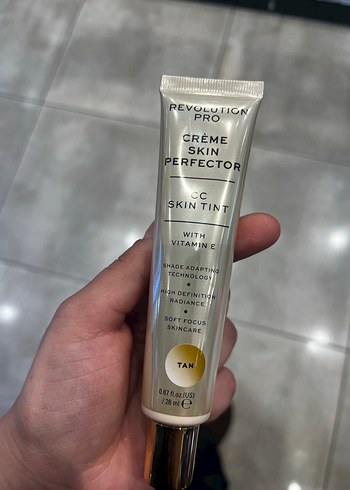 REVOLUTION
PRO
CRÈME
SKIN
PERFECTOR
CC
SKIN TINT
WITH
VITAMIN E
SHADE-ADAPTING
TECHNOLOGY
•
HIGH DEFINITION
RADIANCE
•
SOFT FOCUS
SKINCARE
TAN
0.87 fl.oz (US)
/ 26 ml ℮